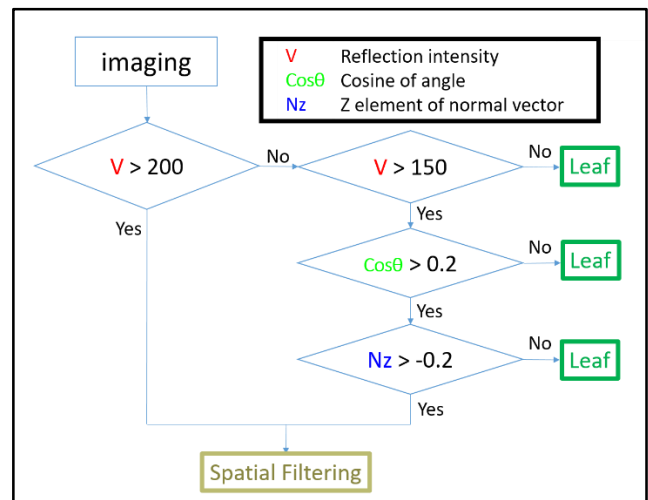 imaging
V Reflection intensity
Cosθ Cosine of angle
Nz Z element of normal vector
V > 200
No
V > 150
No
Leaf
Yes
Yes
Cosθ > 0.2
No
Leaf
Yes
Nz > -0.2
No
Leaf
Yes
Spatial Filtering